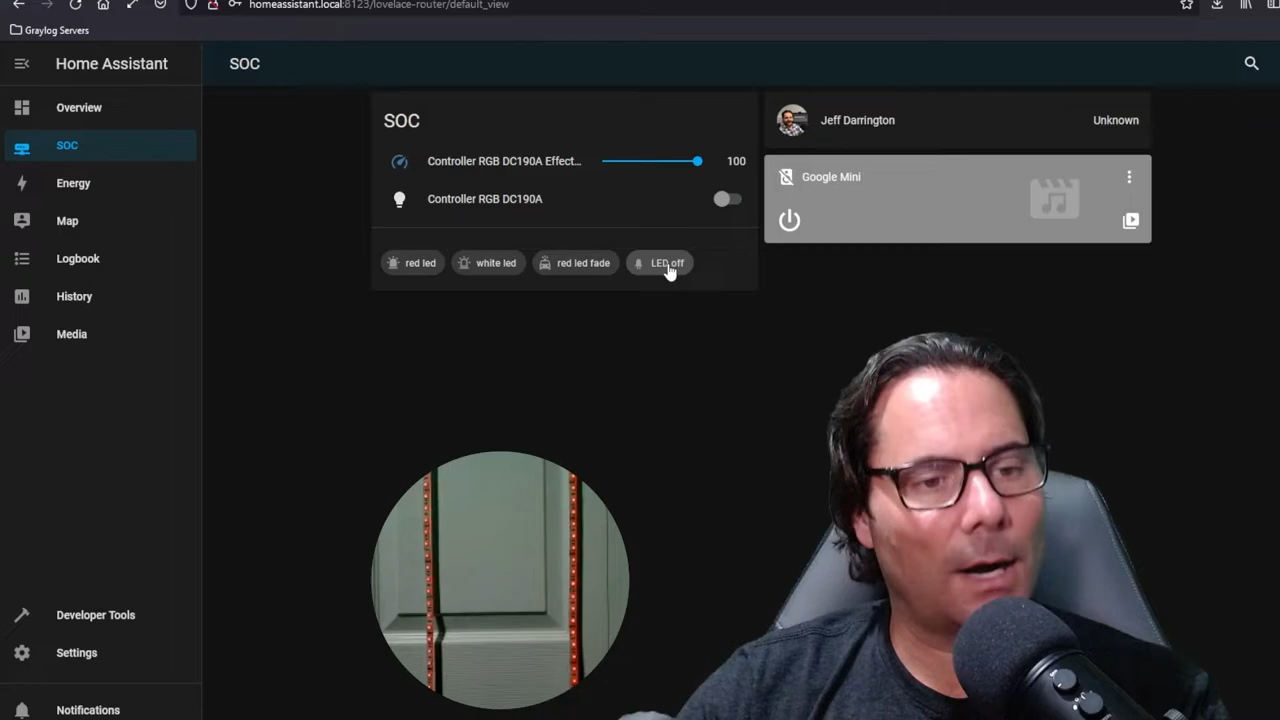 homeassistant.local:8123/lovelace-router/default_view
Graylog Servers
Home Assistant
SOC
Overview
SOC
Energy
Map
Logbook
History
Media
Developer Tools
Settings
Notifications
SOC
Controller RGB DC190A Effect...
100
Controller RGB DC190A
red led
white led
red led fade
LED off
Jeff Darrington
Unknown
Google Mini